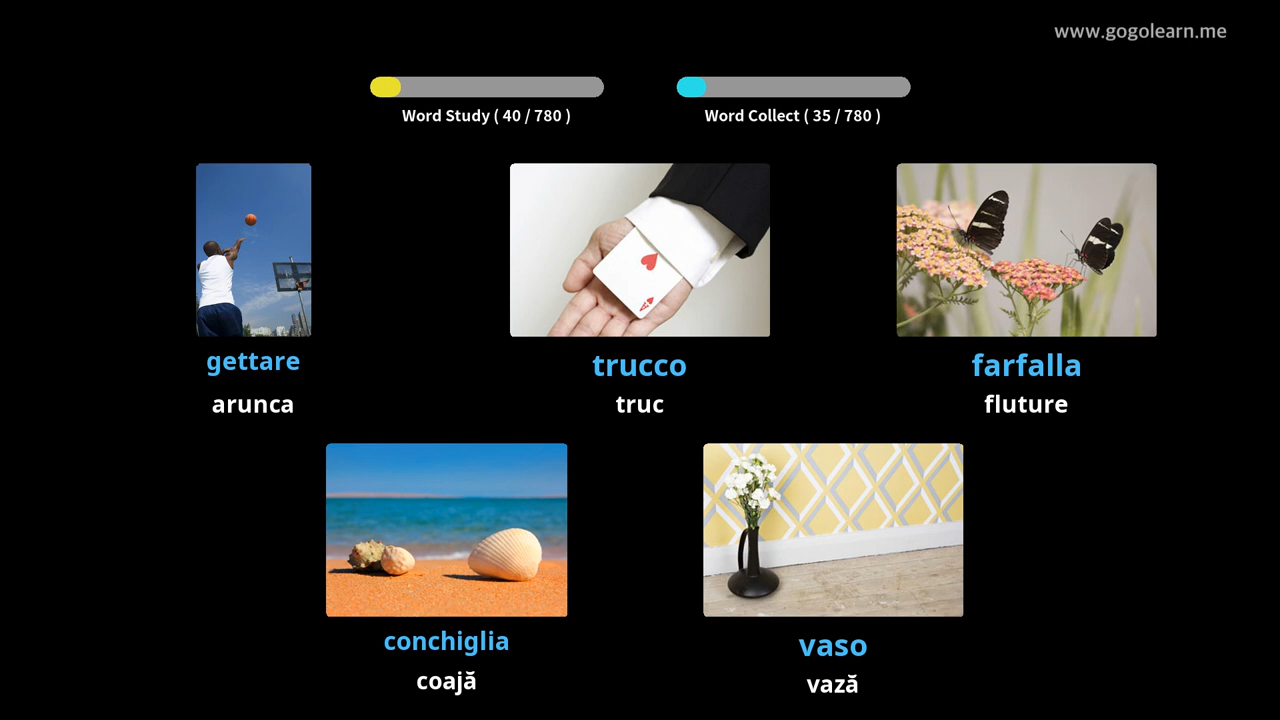 www.gogolearn.me
Word Study ( 40 / 780 )
Word Collect ( 35 / 780 )
gettare
arunca
trucco
truc
farfalla
fluture
conchiglia
coajă
vaso
vază